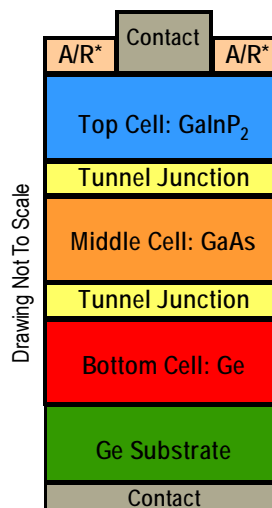 Contact
A/R* A/R*
Top Cell: GaInP₂
Tunnel Junction
Middle Cell: GaAs
Tunnel Junction
Bottom Cell: Ge
Ge Substrate
Contact
Drawing Not To Scale